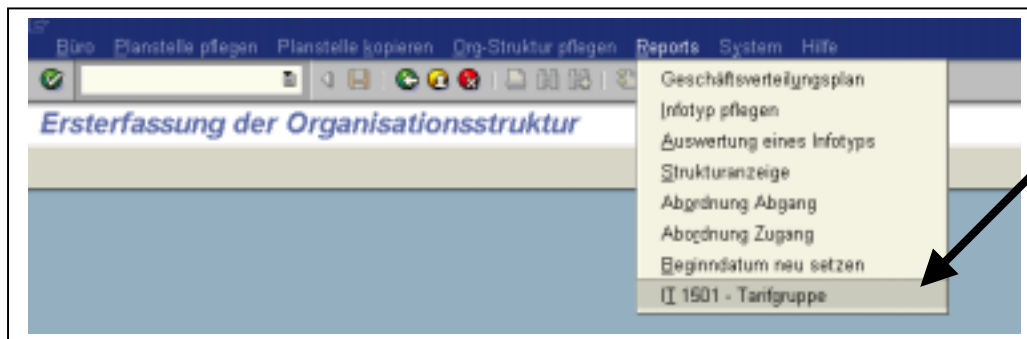 Büro Planstelle pflegen Planstelle kopieren Org-Struktur pflegen Reports System Hilfe
Ersterfassung der Organisationsstruktur
Geschäftsverteilungsplan
Infotyp pflegen
Auswertung eines Infotyps
Strukturanzeige
Abordnung Abgang
Abordnung Zugang
Beginndatum neu setzen
IT 1501 - Tarifgruppe